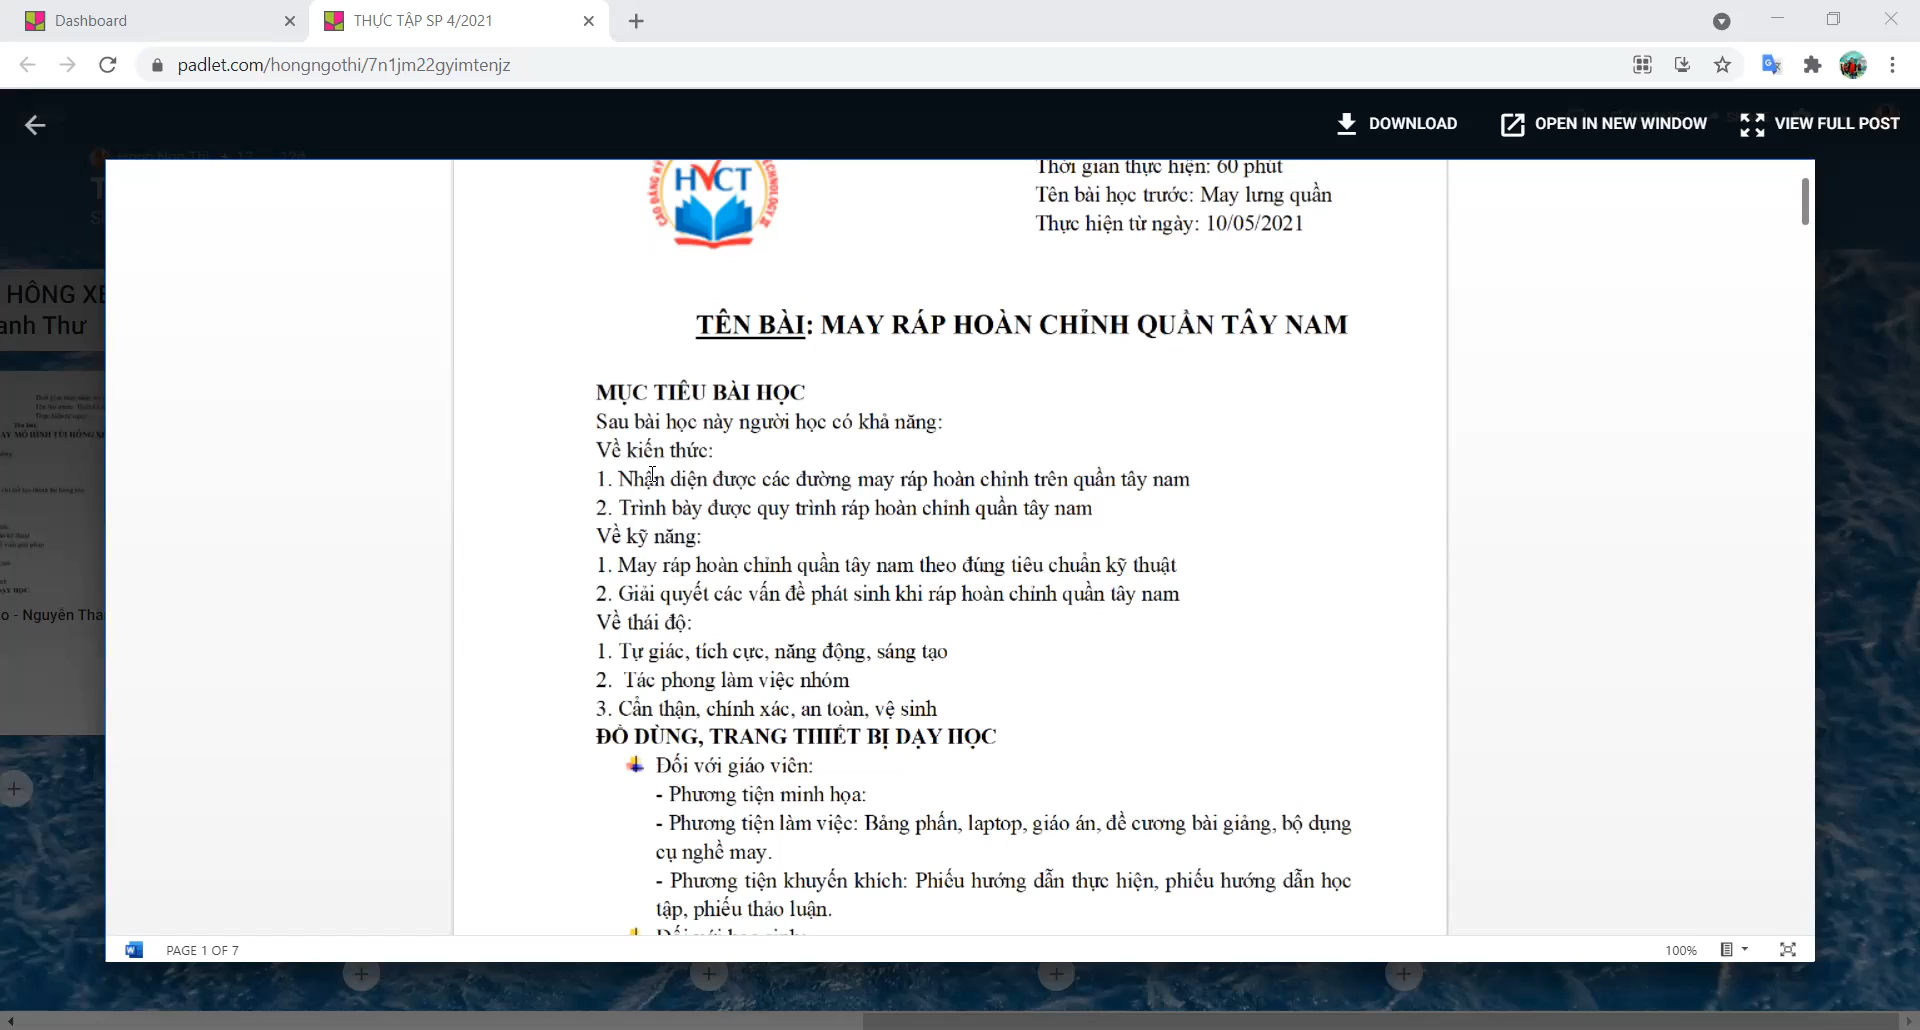 Dashboard
THỰC TẬP SP 4/2021
padlet.com/hongngothi/7n1jm22gyimtenjz
DOWNLOAD
OPEN IN NEW WINDOW
VIEW FULL POST
HVCT
CAO ĐẲNG KỸ
TECHNOLOGY II
Thời gian thực hiện: 60 phút
Tên bài học trước: May lưng quần
Thực hiện từ ngày: 10/05/2021
HÔNG XẺ
anh Thư
TÊN BÀI: MAY RÁP HOÀN CHỈNH QUẦN TÂY NAM
MỤC TIÊU BÀI HỌC
Sau bài học này người học có khả năng:
Về kiến thức:
1. Nhận diện được các đường may ráp hoàn chỉnh trên quần tây nam
2. Trình bày được quy trình ráp hoàn chỉnh quần tây nam
Về kỹ năng:
1. May ráp hoàn chỉnh quần tây nam theo đúng tiêu chuẩn kỹ thuật
2. Giải quyết các vấn đề phát sinh khi ráp hoàn chỉnh quần tây nam
Về thái độ:
1. Tự giác, tích cực, năng động, sáng tạo
2. Tác phong làm việc nhóm
3. Cẩn thận, chính xác, an toàn, vệ sinh
ĐỒ DÙNG, TRANG THIẾT BỊ DẠY HỌC
Đối với giáo viên:
- Phương tiện minh họa:
- Phương tiện làm việc: Bảng phấn, laptop, giáo án, đề cương bài giảng, bộ dụng
cụ nghề may.
- Phương tiện khuyến khích: Phiếu hướng dẫn thực hiện, phiếu hướng dẫn học
tập, phiếu thảo luận.
o - Nguyễn Tha
PAGE 1 OF 7
100%